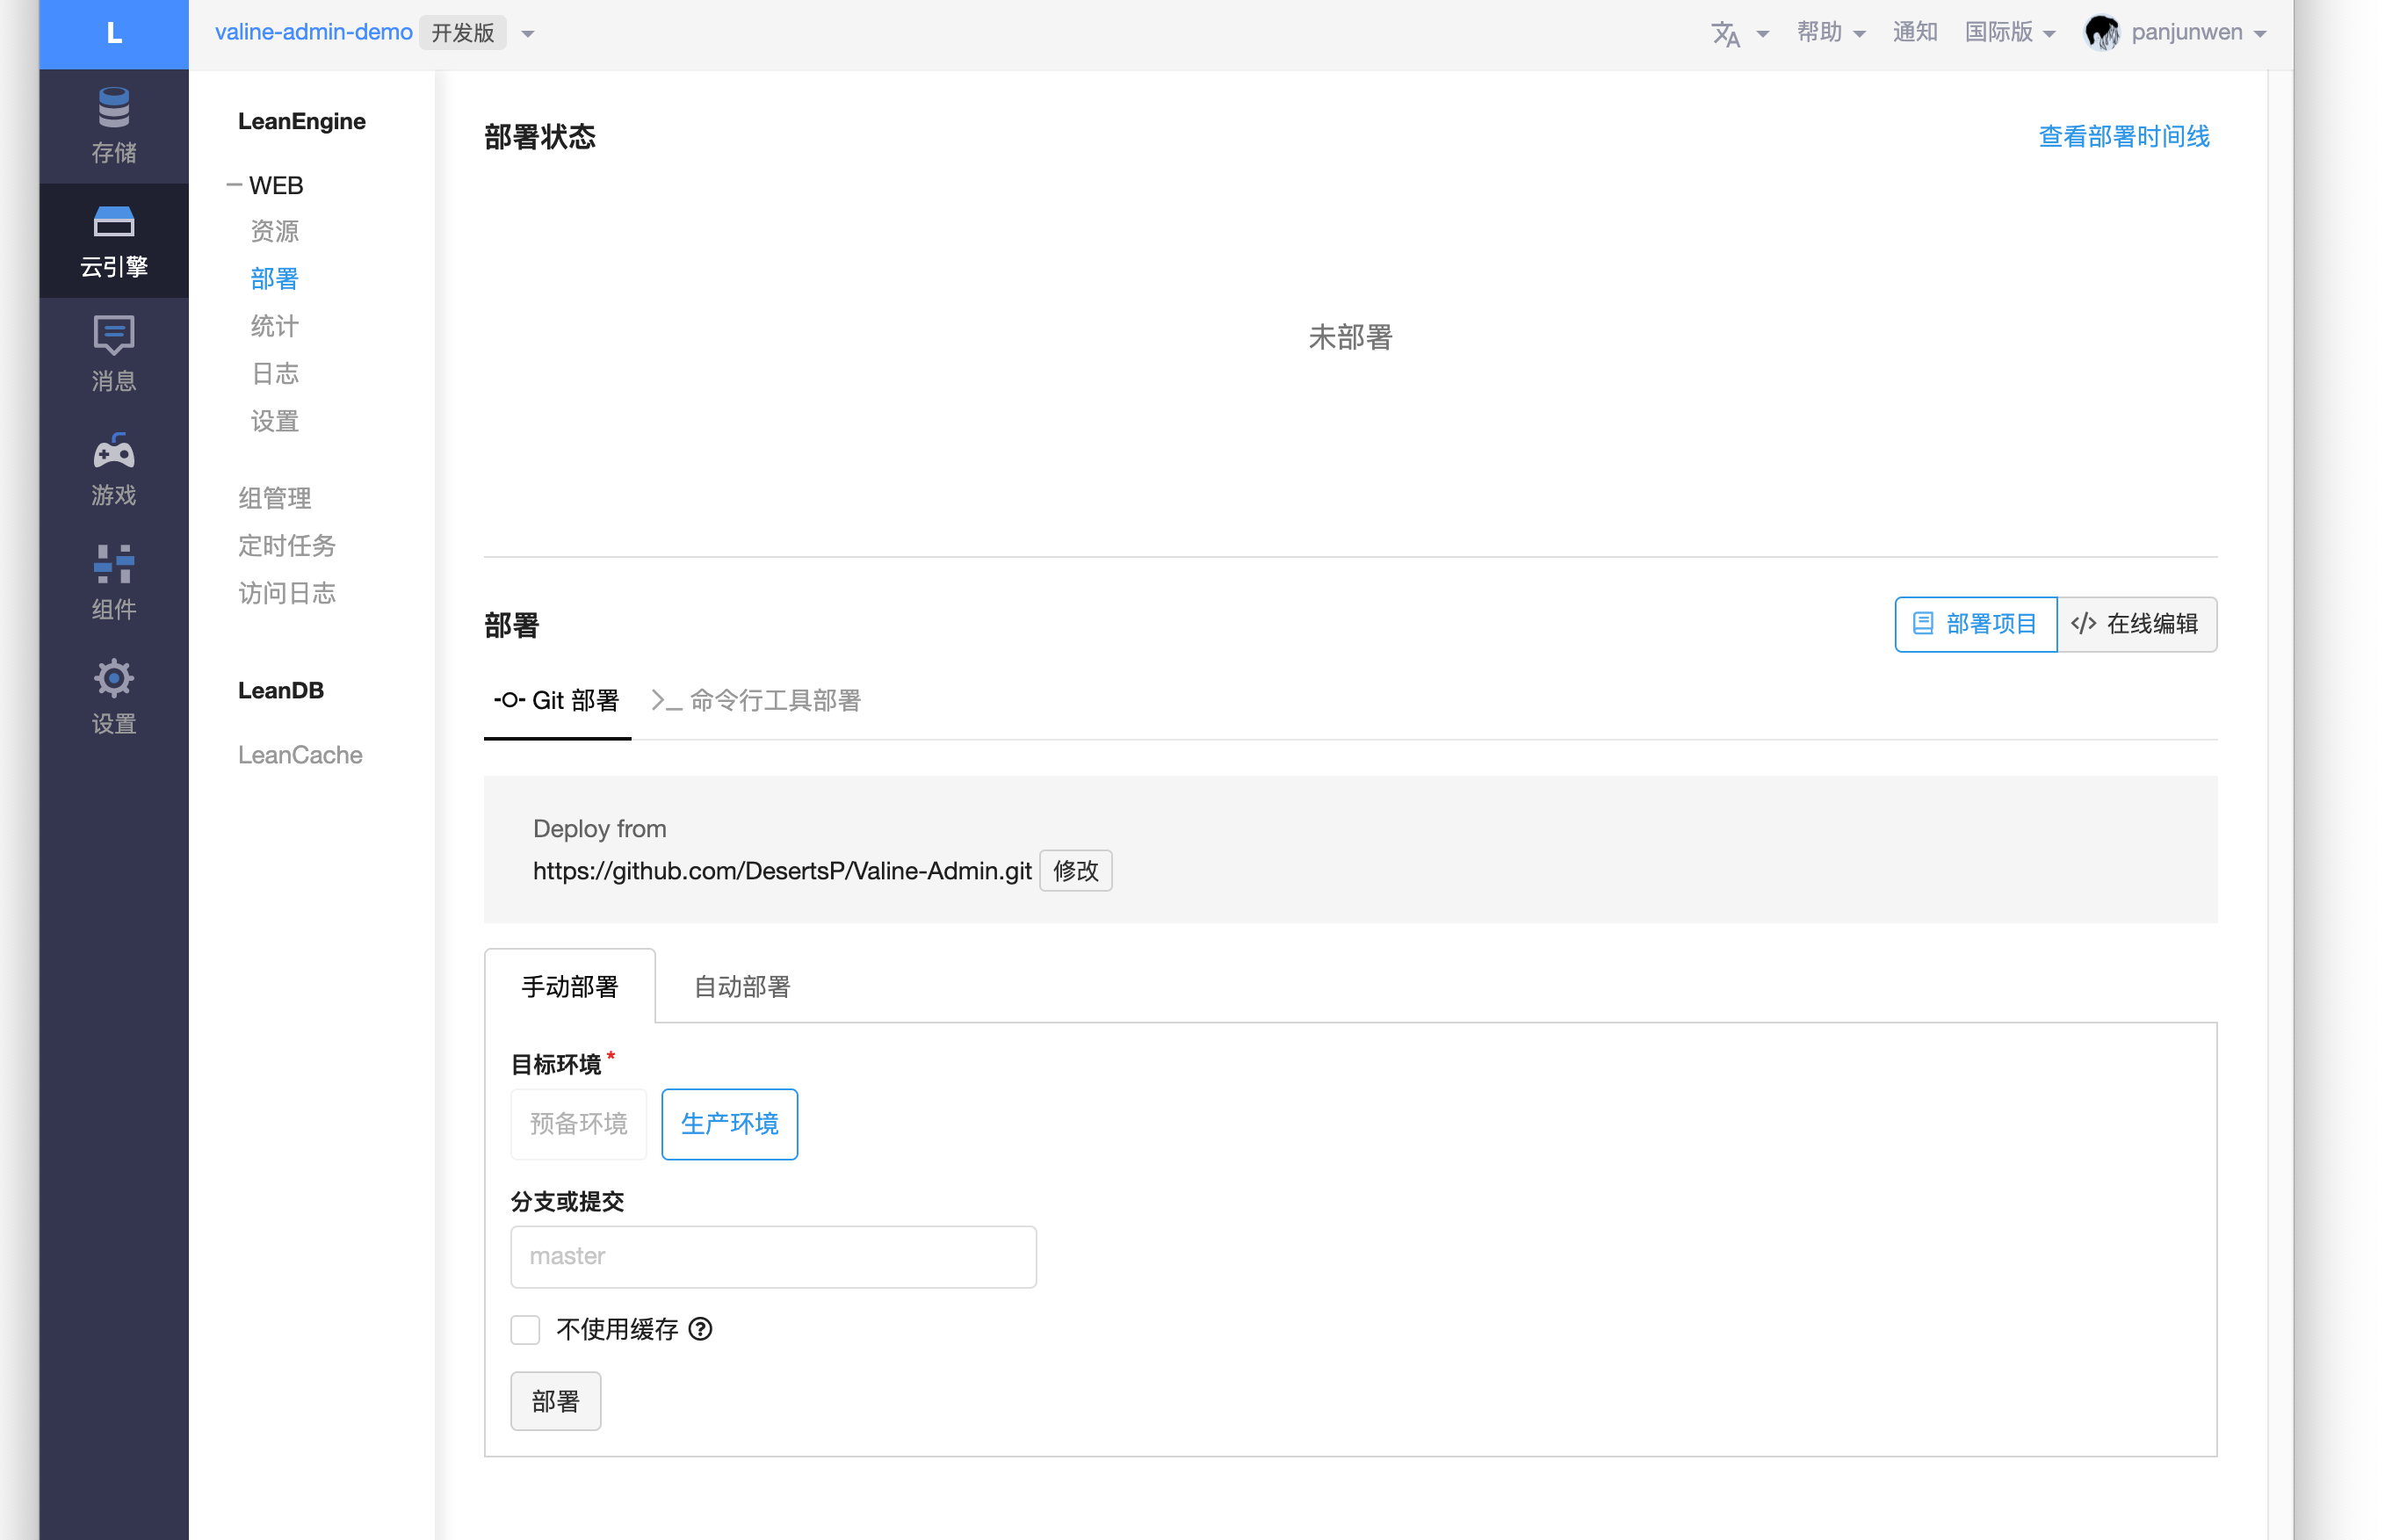 L
valine-admin-demo 开发版
帮助 通知 国际版 panjunwen
存储
云引擎
消息
游戏
组件
设置
LeanEngine
WEB
资源
部署
统计
日志
设置
组管理
定时任务
访问日志
LeanDB
LeanCache
部署状态
查看部署时间线
未部署
部署
部署项目
在线编辑
Git 部署
命令行工具部署
Deploy from
https://github.com/DesertsP/Valine-Admin.git 修改
手动部署
自动部署
目标环境*
预备环境
生产环境
分支或提交
master
不使用缓存
部署